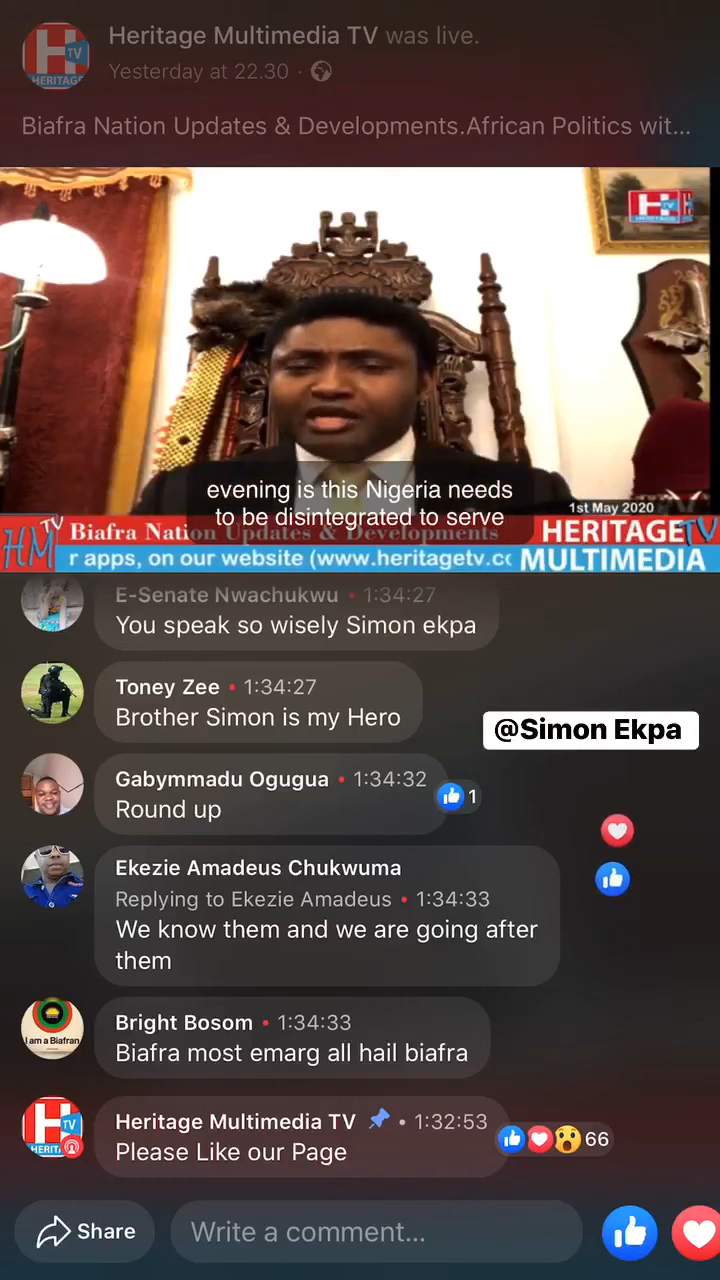 Heritage Multimedia TV was live.
Yesterday at 22.30 ·
Biafra Nation Updates & Developments.African Politics wit...
H TV
HERITAGE
H TV
evening is this Nigeria needs
to be disintegrated to serve
1st May 2020
HM TV
Biafra Nation Updates & Developments
HERITAGE TV
r apps, on our website (www.heritagetv.cc
MULTIMEDIA
E-Senate Nwachukwu • 1:34:27
You speak so wisely Simon ekpa
Toney Zee • 1:34:27
Brother Simon is my Hero
@Simon Ekpa
Gabymmadu Ogugua • 1:34:32
Round up
1
Ekezie Amadeus Chukwuma
Replying to Ekezie Amadeus • 1:34:33
We know them and we are going after
them
Bright Bosom • 1:34:33
Biafra most emarg all hail biafra
I am a Biafran
Heritage Multimedia TV • 1:32:53
Please Like our Page
66
H TV
HERIT
Share
Write a comment...